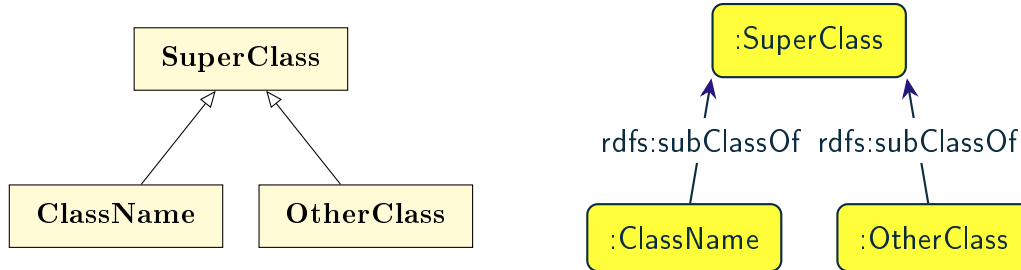 SuperClass
ClassName
OtherClass
:SuperClass
rdfs:subClassOf
rdfs:subClassOf
:ClassName
:OtherClass